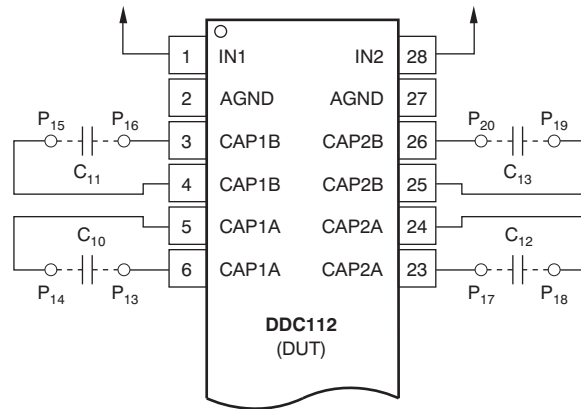 1 IN1 IN2 28
2 AGND AGND 27
P15 P16 3 CAP1B CAP2B 26 P20 P19
C11 C13
4 CAP1B CAP2B 25
5 CAP1A CAP2A 24
C10 C12
6 CAP1A CAP2A 23
P14 P13 P17 P18
DDC112
(DUT)